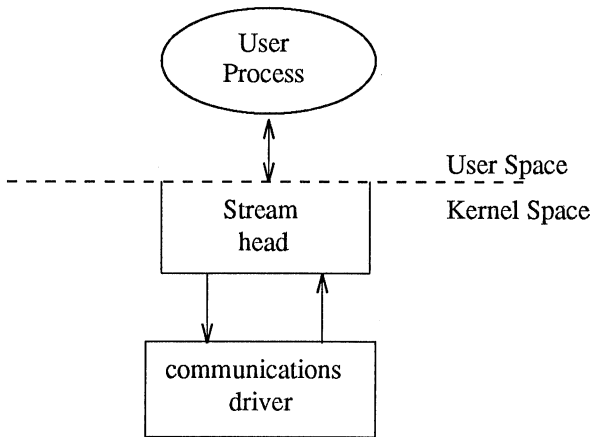 User
Process
User Space
Kernel Space
Stream
head
communications
driver